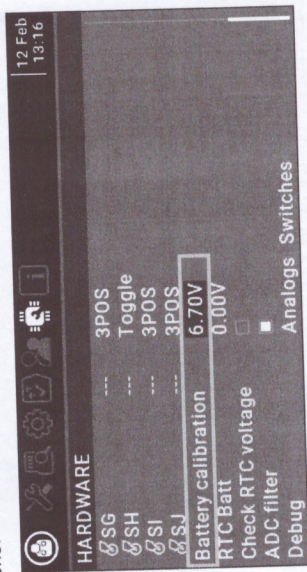 12 Feb
13:16
HARDWARE
SG --- 3POS
SH --- Toggle
SI --- 3POS
SJ --- 3POS
Battery calibration 6.70V
RTC Batt 0.00V
Check RTC voltage
ADC filter
Debug Analogs Switches